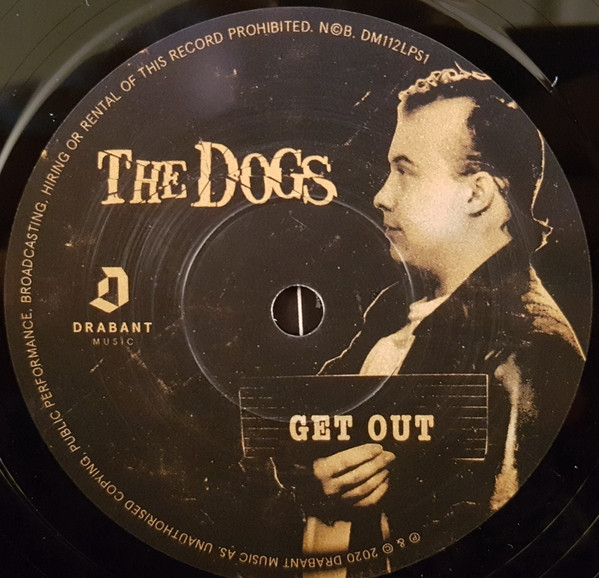 THE DOGS
DRABANT
MUSIC
GET OUT
℗ & © 2020 DRABANT MUSIC AS. UNAUTHORISED COPYING, PUBLIC PERFORMANCE, BROADCASTING, HIRING OR RENTAL OF THIS RECORD PROHIBITED. N©B. DM112LPS1